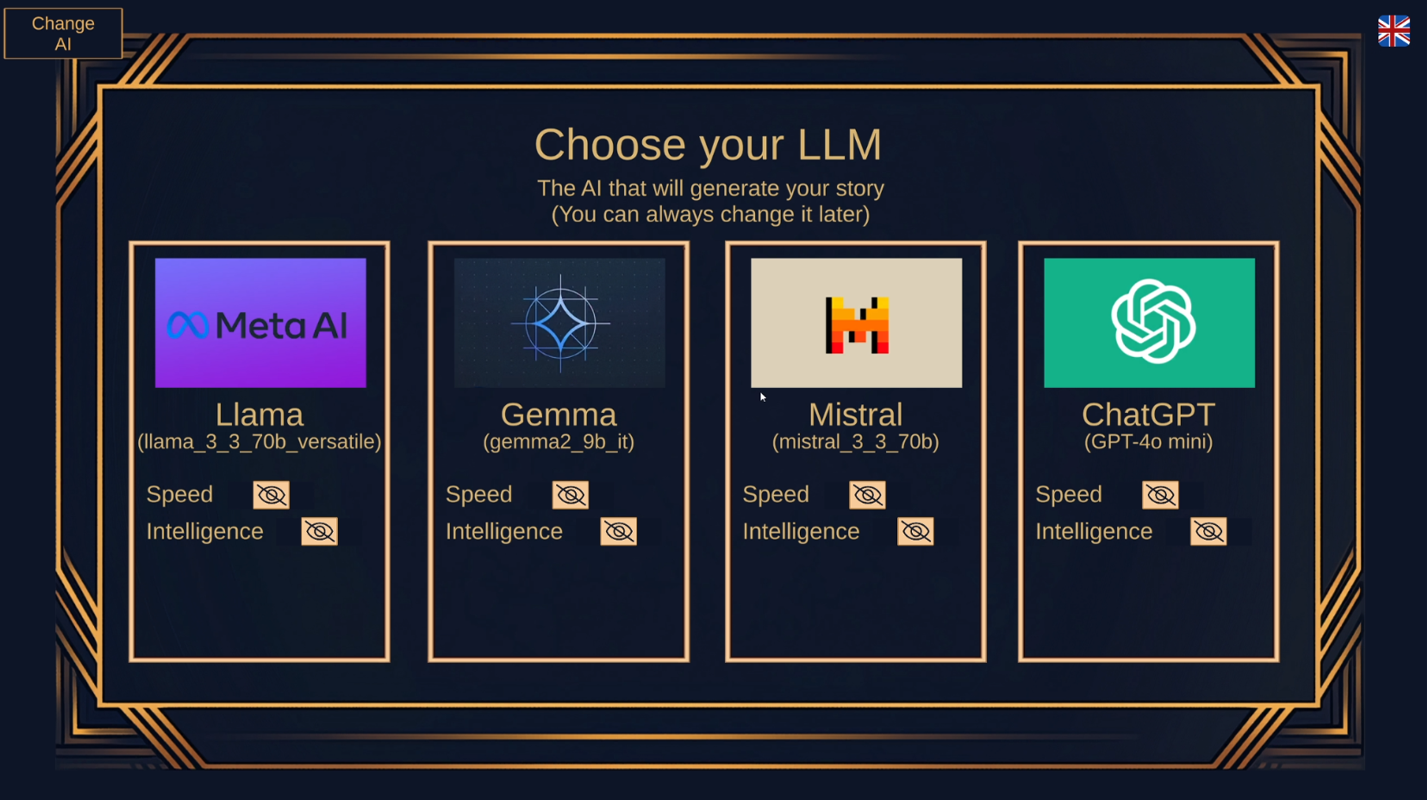 Change
AI
Choose your LLM
The AI that will generate your story
(You can always change it later)
Meta AI
Llama
(llama_3_3_70b_versatile)
Speed
Intelligence
Gemma
(gemma2_9b_it)
Speed
Intelligence
Mistral
(mistral_3_3_70b)
Speed
Intelligence
ChatGPT
(GPT-4o mini)
Speed
Intelligence